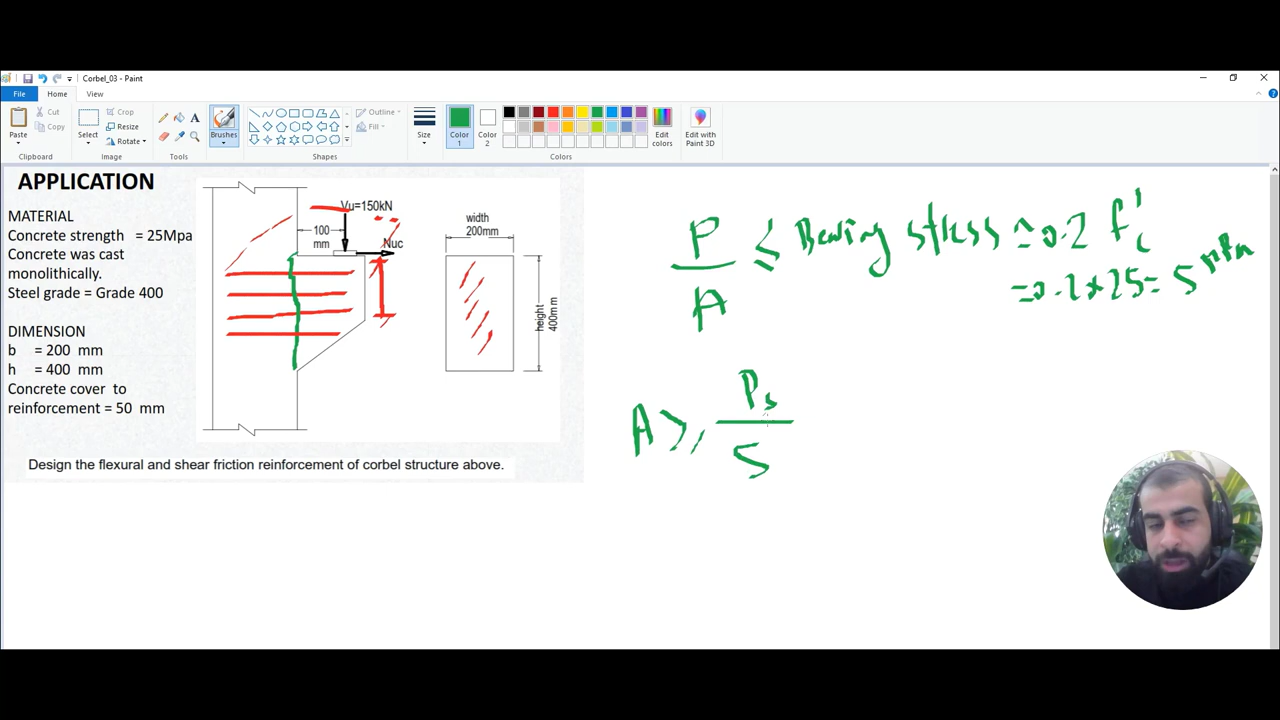 Corbel_03 - Paint
File
Home
View
Paste
Cut
Copy
Clipboard
Select
Crop
Resize
Rotate
Image
Tools
Brushes
Shapes
Outline
Fill
Size
Color 1
Color 2
Colors
Edit colors
Edit with Paint 3D
APPLICATION
MATERIAL
Concrete strength = 25Mpa
Concrete was cast
monolithically.
Steel grade = Grade 400
DIMENSION
b = 200 mm
h = 400 mm
Concrete cover to
reinforcement = 50 mm
Vu=150kN
100
mm
Nuc
width
200mm
height
400mm
Design the flexural and shear friction reinforcement of corbel structure above.
P/A ≤ Bearing stress ≈ 0.2 f'c
= 0.2 * 25 = 5 MPa
A ≥ Ps/5